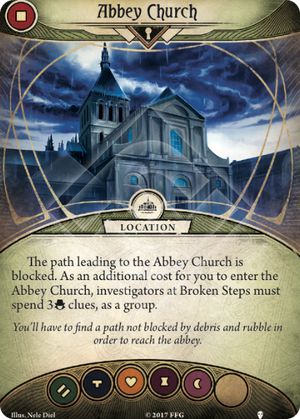 Abbey Church
LOCATION
The path leading to the Abbey Church is
blocked. As an additional cost for you to enter the
Abbey Church, investigators at Broken Steps must
spend 3 clues, as a group.
You'll have to find a path not blocked by debris and rubble in
order to reach the abbey.
Illus. Nele Diel
© 2017 FFG